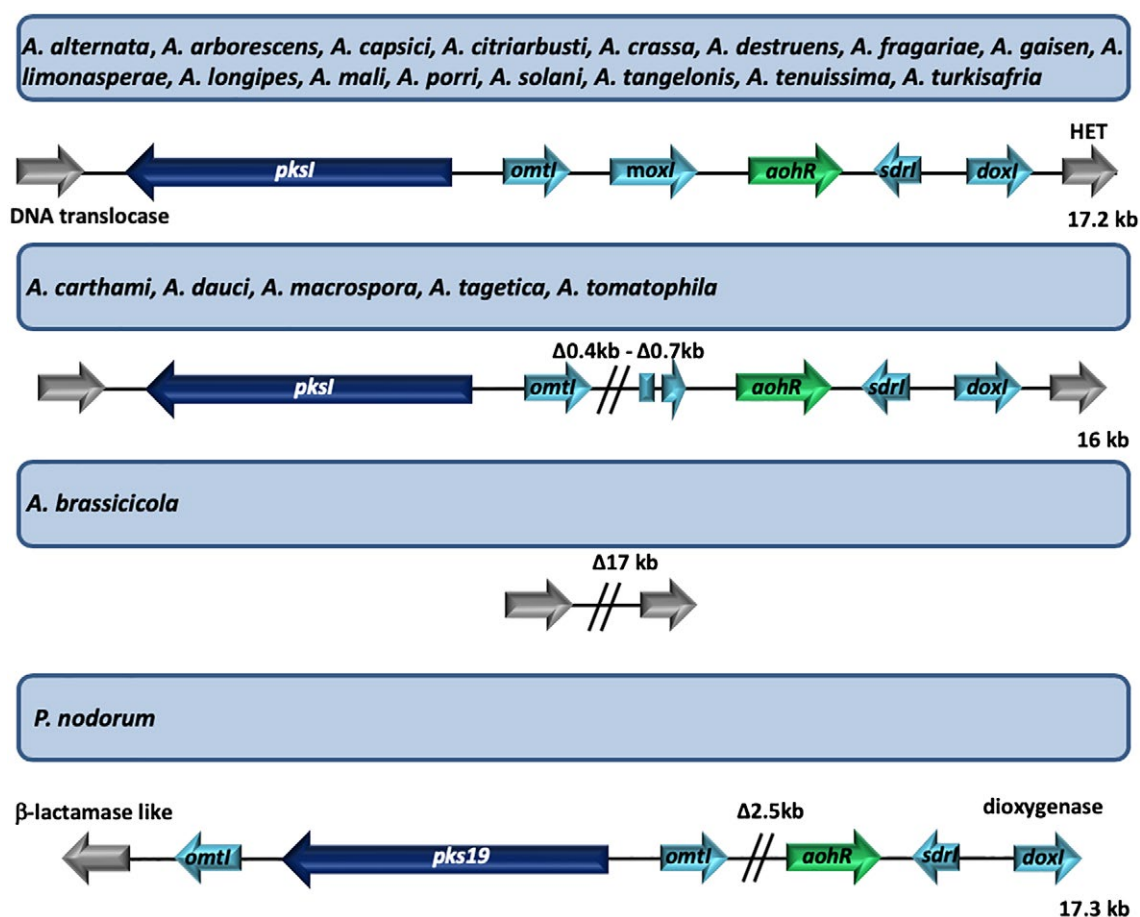 A. alternata, A. arborescens, A. capsici, A. citriarbusti, A. crassa, A. destruens, A. fragariae, A. gaisen, A.
limonasperae, A. longipes, A. mali, A. porri, A. solani, A. tangelonis, A. tenuissima, A. turkisafria
HET
pksI omtI moxI aohR sdrI doxI
DNA translocase 17.2 kb
A. carthami, A. dauci, A. macrospora, A. tagetica, A. tomatophila
Δ0.4kb - Δ0.7kb
pksI omtI aohR sdrI doxI
16 kb
A. brassicicola
Δ17 kb
P. nodorum
β-lactamase like Δ2.5kb dioxygenase
omtI pks19 omtI aohR sdrI doxI
17.3 kb